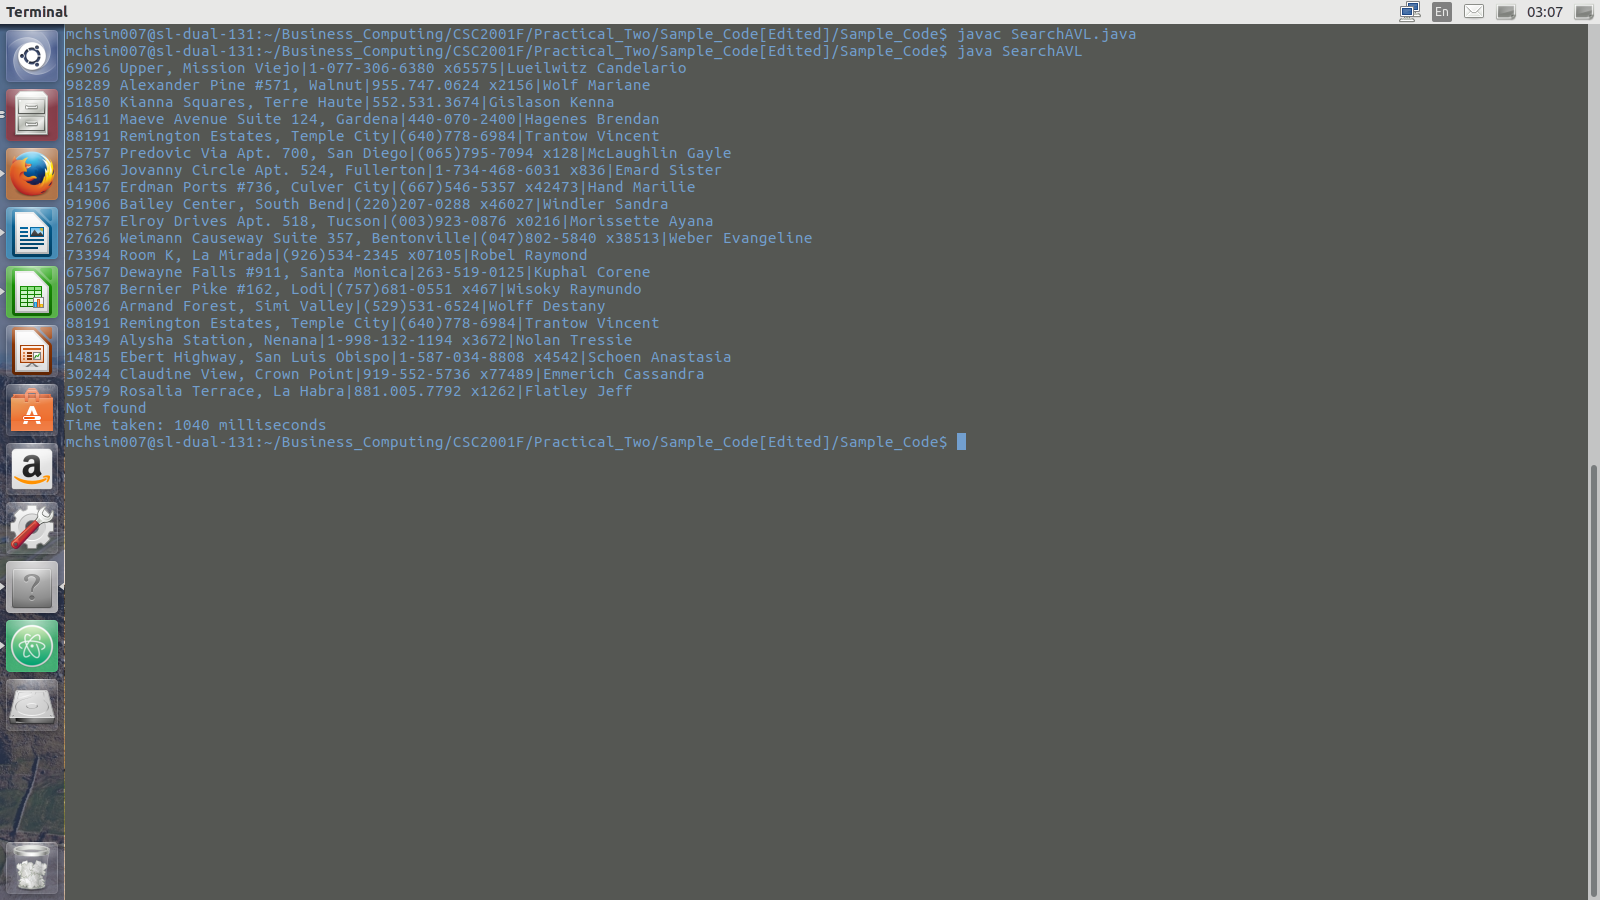 Terminal
En
03:07
mchsim007@sl-dual-131:~/Business_Computing/CSC2001F/Practical_Two/Sample_Code[Edited]/Sample_Code$ javac SearchAVL.java
mchsim007@sl-dual-131:~/Business_Computing/CSC2001F/Practical_Two/Sample_Code[Edited]/Sample_Code$ java SearchAVL
69026 Upper, Mission Viejo|1-077-306-6380 x65575|Lueilwitz Candelario
98289 Alexander Pine #571, Walnut|955.747.0624 x2156|Wolf Mariane
51850 Kianna Squares, Terre Haute|552.531.3674|Gislason Kenna
54611 Maeve Avenue Suite 124, Gardena|440-070-2400|Hagenes Brendan
88191 Remington Estates, Temple City|(640)778-6984|Trantow Vincent
25757 Predovic Via Apt. 700, San Diego|(065)795-7094 x128|McLaughlin Gayle
28366 Jovanny Circle Apt. 524, Fullerton|1-734-468-6031 x836|Emard Sister
14157 Erdman Ports #736, Culver City|(667)546-5357 x42473|Hand Marilie
91906 Bailey Center, South Bend|(220)207-0288 x46027|Windler Sandra
82757 Elroy Drives Apt. 518, Tucson|(003)923-0876 x0216|Morissette Ayana
27626 Weimann Causeway Suite 357, Bentonville|(047)802-5840 x38513|Weber Evangeline
73394 Room K, La Mirada|(926)534-2345 x07105|Robel Raymond
67567 Dewayne Falls #911, Santa Monica|263-519-0125|Kuphal Corene
05787 Bernier Pike #162, Lodi|(757)681-0551 x467|Wisoky Raymundo
60026 Armand Forest, Simi Valley|(529)531-6524|Wolff Destany
88191 Remington Estates, Temple City|(640)778-6984|Trantow Vincent
03349 Alysha Station, Nenana|1-998-132-1194 x3672|Nolan Tressie
14815 Ebert Highway, San Luis Obispo|1-587-034-8808 x4542|Schoen Anastasia
30244 Claudine View, Crown Point|919-552-5736 x77489|Emmerich Cassandra
59579 Rosalia Terrace, La Habra|881.005.7792 x1262|Flatley Jeff
Not found
Time taken: 1040 milliseconds
mchsim007@sl-dual-131:~/Business_Computing/CSC2001F/Practical_Two/Sample_Code[Edited]/Sample_Code$